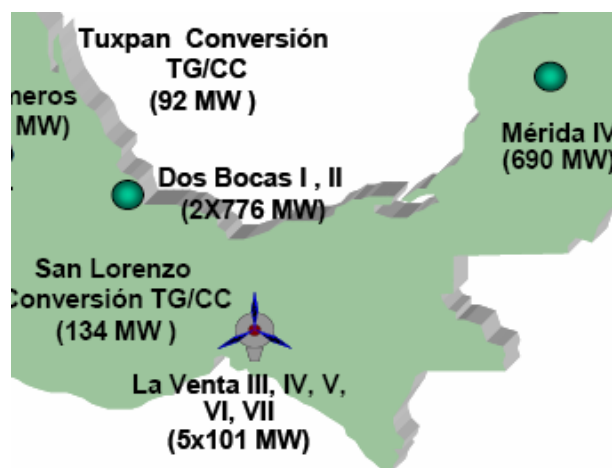 Tuxpan Conversión
TG/CC
(92 MW )
meros
MW)
Mérida IV
(690 MW)
Dos Bocas I , II
(2X776 MW)
San Lorenzo
Conversión TG/CC
(134 MW )
La Venta III, IV, V,
VI, VII
(5x101 MW)